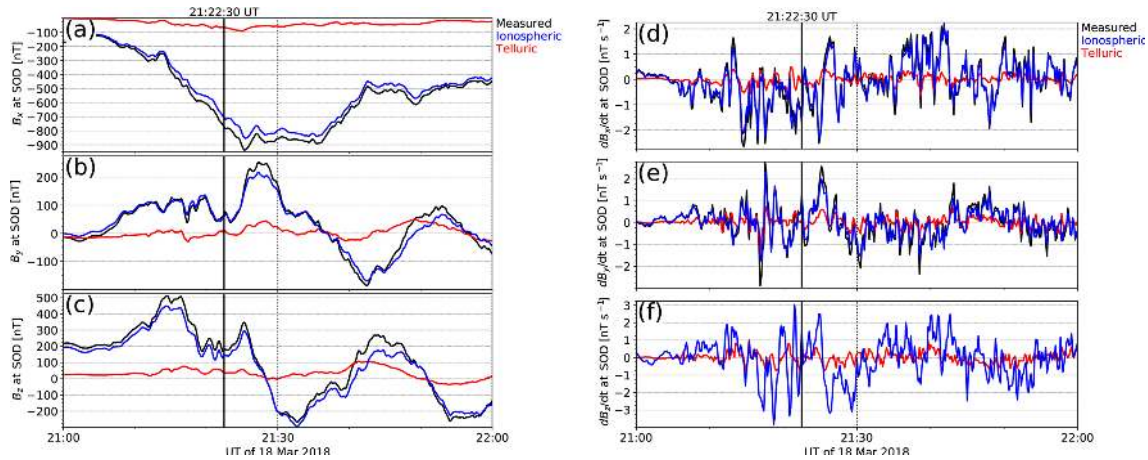 21:22:30 UT
Measured
Ionospheric
Telluric
(a)
-100
-200
-300
-400
-500
-600
-700
-800
-900
Bx at SOD [nT]
(b)
200
100
0
-100
By at SOD [nT]
(c)
500
400
300
200
100
0
-100
-200
Bz at SOD [nT]
21:00
21:30
22:00
UT of 18 Mar 2018
21:22:30 UT
Measured
Ionospheric
Telluric
(d)
2
1
0
-1
-2
dBx/dt at SOD [nT s⁻¹]
(e)
2
1
0
-1
-2
dBy/dt at SOD [nT s⁻¹]
(f)
3
2
1
0
-1
-2
-3
dBz/dt at SOD [nT s⁻¹]
21:00
21:30
22:00
UT of 18 Mar 2018